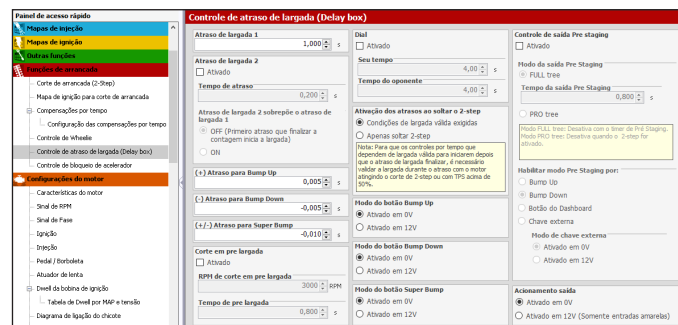 Painel de acesso rápido
Mapas de injeção
Mapas de ignição
Outras funções
Funções de arrancada
Corte de arrancada (2-Step)
Mapa de ignição para corte de arrancada
Compensações por tempo
Configuração das compensações por tempo
Controle de Wheelie
Controle de atraso de largada (Delay box)
Controle de bloqueio de acelerador
Configurações do motor
Características do motor
Sinal de RPM
Sinal de Fase
Ignição
Injeção
Pedal / Borboleta
Atuador de lenta
Dwell da bobina de ignição
Tabela de Dwell por MAP e tensão
Diagrama de ligação do chicote
Controle de atraso de largada (Delay box)
Atraso de largada 1
1,000 s
Atraso de largada 2
Ativado
Tempo de atraso
0,200 s
Atraso de largada 2 sobrepõe o atraso de
largada 1
OFF (Primeiro atraso que finalizar a
contagem inicia a largada)
ON
(+) Atraso para Bump Up
0,005 s
(-) Atraso para Bump Down
-0,005 s
(+/-) Atraso para Super Bump
-0,010 s
Corte em pre largada
Ativado
RPM de corte em pre largada
3000 RPM
Tempo de pre largada
0,800 s
Dial
Ativado
Seu tempo
4,00 s
Tempo do oponente
4,00 s
Ativação dos atrasos ao soltar o 2-step
Condições de largada válida exigidas
Apenas soltar 2-step
Nota: Para que os controles por tempo que
dependem de largada válida para iniciarem depois
que o atraso de largada finalizar, é necessário
validar a largada durante o atraso com o motor
atingindo o corte de 2-step ou com TPS acima de
50%.
Modo do botão Bump Up
Ativado em 0V
Ativado em 12V
Modo do botão Bump Down
Ativado em 0V
Ativado em 12V
Modo do botão Super Bump
Ativado em 0V
Ativado em 12V
Controle de saída Pre staging
Ativado
Modo da saída Pre Staging
FULL tree
Tempo da saída Pre Staging
0,800 s
PRO tree
Modo FULL tree: Desativa com o timer de Pré Staging.
Modo PRO tree: Desativa quando o 2-step for
ativado.
Habilitar modo Pre Staging por:
Bump Up
Bump Down
Botão do Dashboard
Chave externa
Modo de chave externa
Ativado em 0V
Ativado em 12V
Acionamento saída
Ativado em 0V
Ativado em 12V (Somente entradas amarelas)